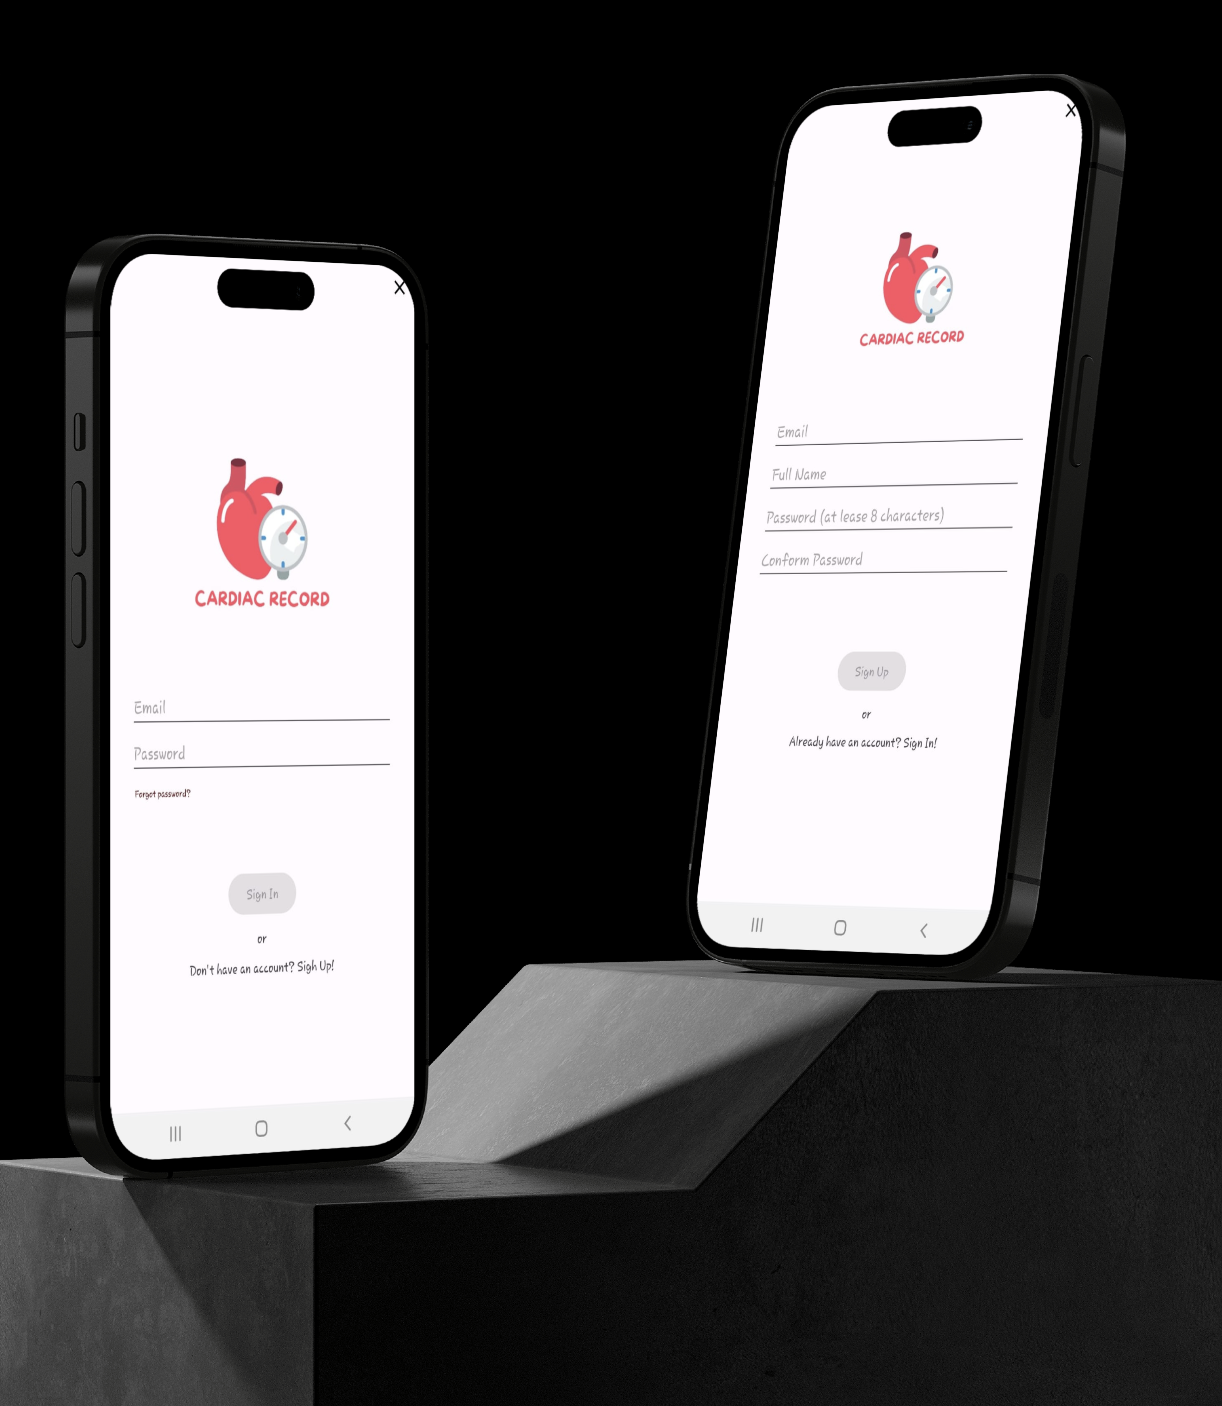 CARDIAC RECORD
Email
Password
Forgot password?
Sign In
or
Don't have an account? Sigh Up!
CARDIAC RECORD
Email
Full Name
Password (at lease 8 characters)
Conform Password
Sign Up
or
Already have an account? Sign In!